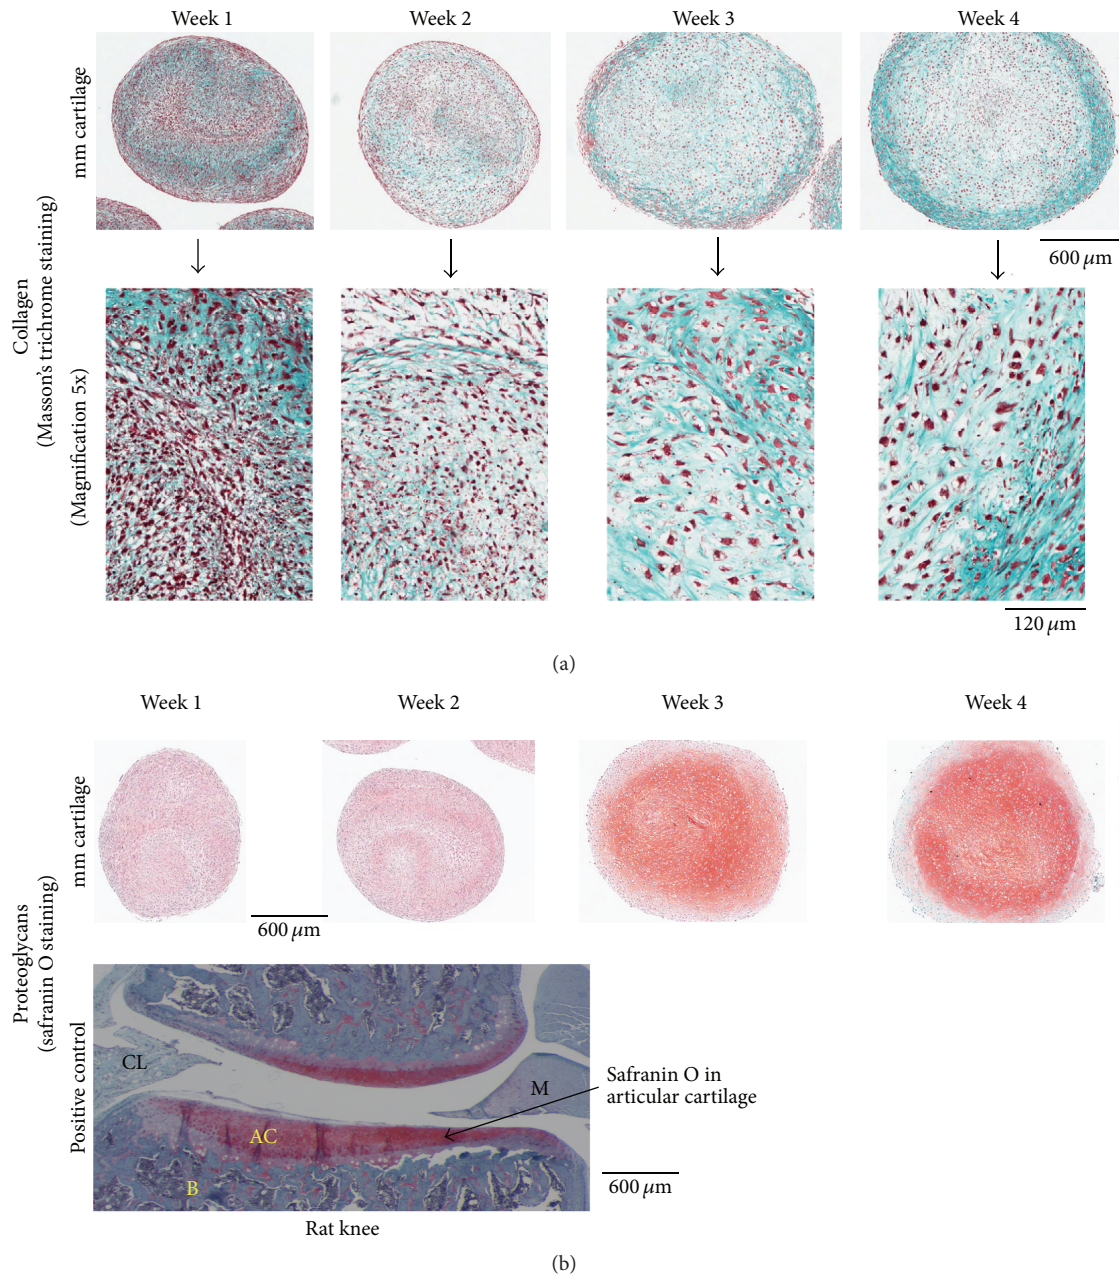 Week 1
Week 2
Week 3
Week 4
mm cartilage
Collagen
(Masson's trichrome staining)
(Magnification 5x)
600 μm
120 μm
(a)
Week 1
Week 2
Week 3
Week 4
mm cartilage
Proteoglycans
(safranin O staining)
600 μm
Positive control
CL
M
AC
B
Safranin O in
articular cartilage
600 μm
Rat knee
(b)